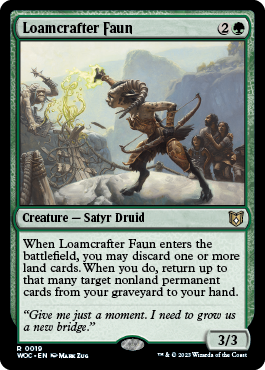 Loamcrafter Faun 2
Creature — Satyr Druid
When Loamcrafter Faun enters the
battlefield, you may discard one or more
land cards. When you do, return up to
that many target nonland permanent
cards from your graveyard to your hand.
“Give me just a moment. I need to grow us
a new bridge.”
3/3
R 0019
WOC • EN Mark Zug
™ & © 2023 Wizards of the Coast